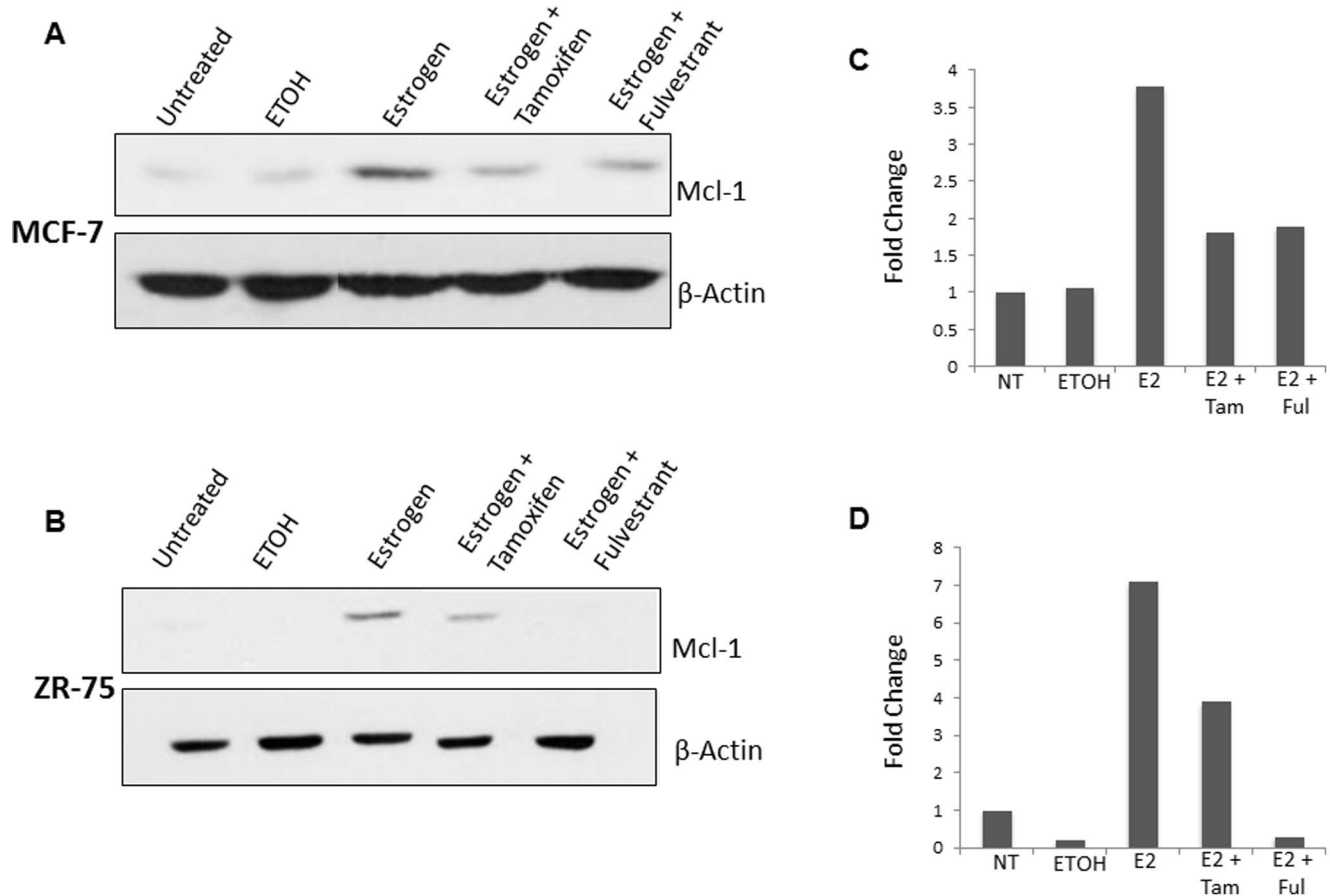 A
Untreated
ETOH
Estrogen
Estrogen +
Tamoxifen
Estrogen +
Fulvestrant
Mcl-1
MCF-7
β-Actin
B
Untreated
ETOH
Estrogen
Estrogen +
Tamoxifen
Estrogen +
Fulvestrant
Mcl-1
ZR-75
β-Actin
C
Fold Change
4
3.5
3
2.5
2
1.5
1
0.5
0
NT
ETOH
E2
E2 +
Tam
E2 +
Ful
D
Fold Change
8
7
6
5
4
3
2
1
0
NT
ETOH
E2
E2 +
Tam
E2 +
Ful